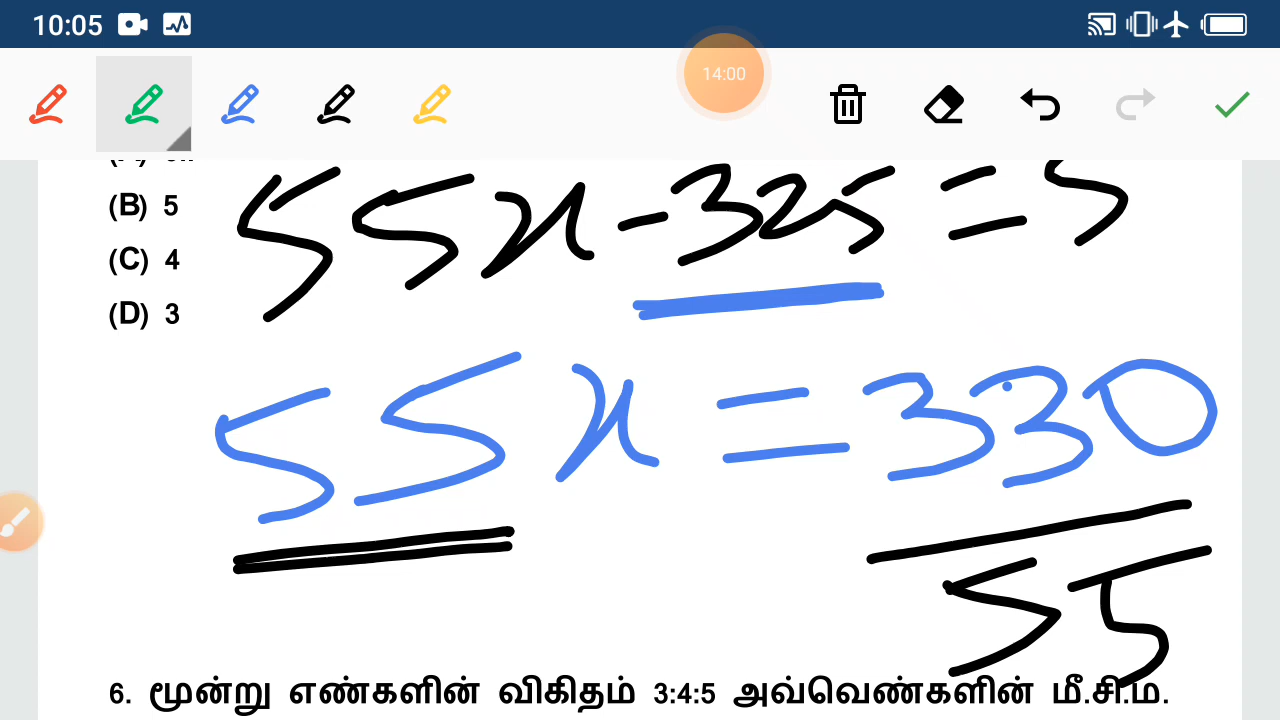 10:05
14:00
55x-325=5
(B) 5
(C) 4
(D) 3
55x=330
55
6. மூன்று எண்களின் விகிதம் 3:4:5 அவ்வெண்களின் மீ.சி.ம.